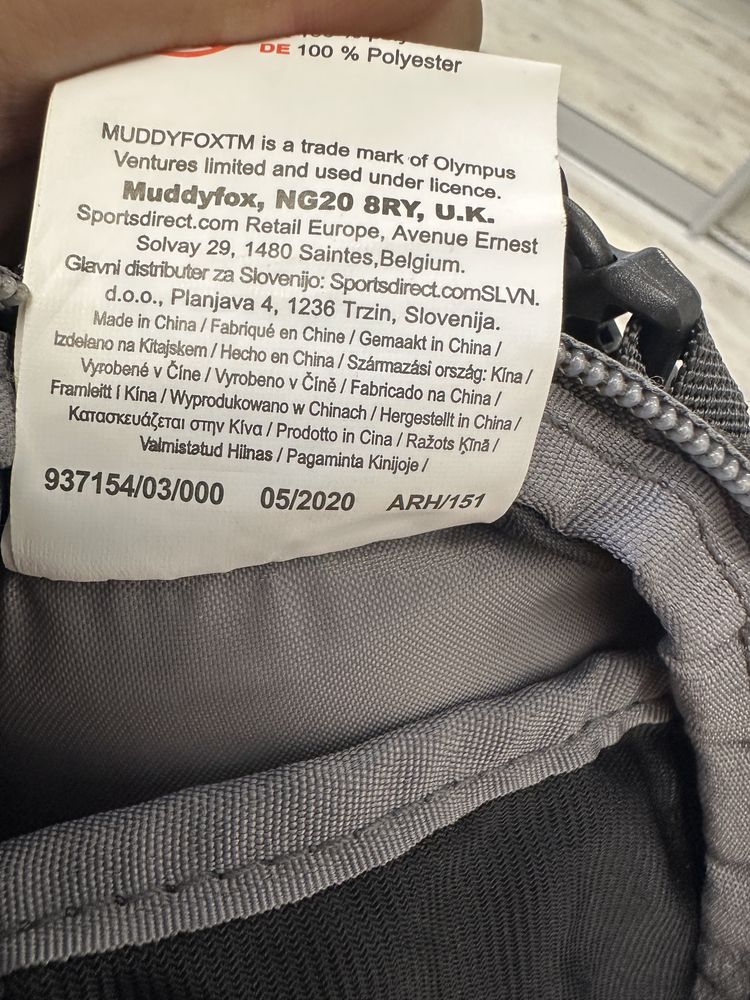 DE 100 % Polyester
MUDDYFOXTM is a trade mark of Olympus
Ventures limited and used under licence.
Muddyfox, NG20 8RY, U.K.
Sportsdirect.com Retail Europe, Avenue Ernest
Solvay 29, 1480 Saintes,Belgium.
Glavni distributer za Slovenijo: Sportsdirect.comSLVN.
d.o.o., Planjava 4, 1236 Trzin, Slovenija.
Made in China / Fabriqué en Chine / Gemaakt in China /
Izdelano na Kitajskem / Hecho en China / Származási ország: Kína /
Vyrobené v Číne / Vyrobeno v Číně / Fabricado na China /
Framleitt í Kína / Wyprodukowano w Chinach / Hergestellt in China /
Κατασκευάζεται στην Κίνα / Prodotto in Cina / Ražots Ķīnā /
Valmistatud Hiinas / Pagaminta Kinijoje /
937154/03/000 05/2020 ARH/151